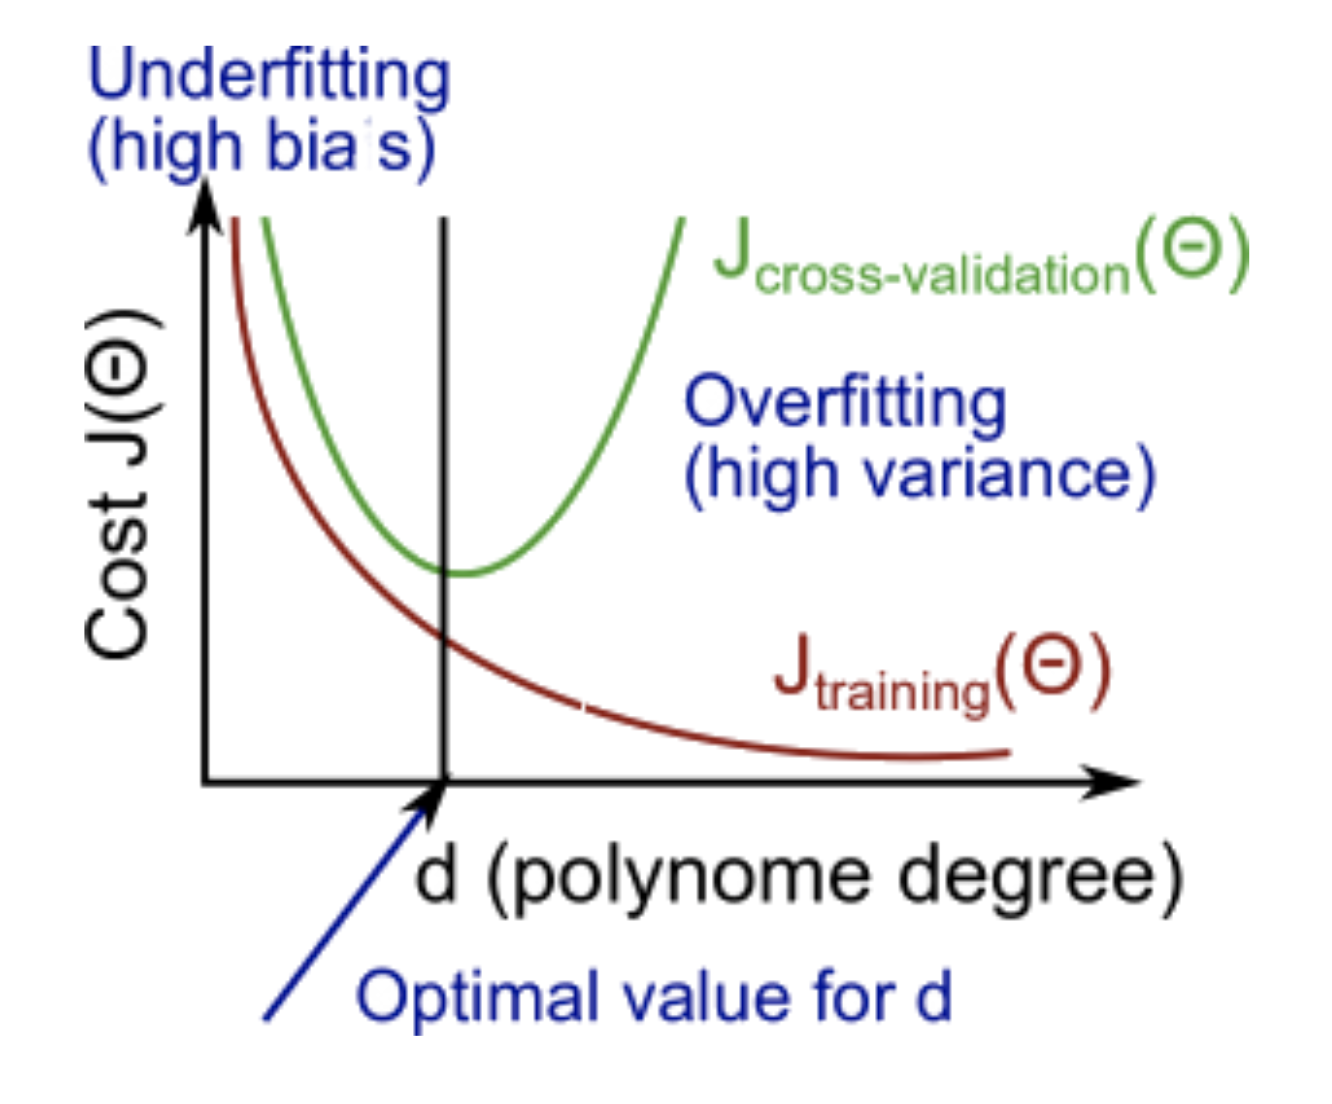 Underfitting
(high bia s)
Cost J(Θ)
Jcross-validation(Θ)
Overfitting
(high variance)
Jtraining(Θ)
d (polynome degree)
Optimal value for d